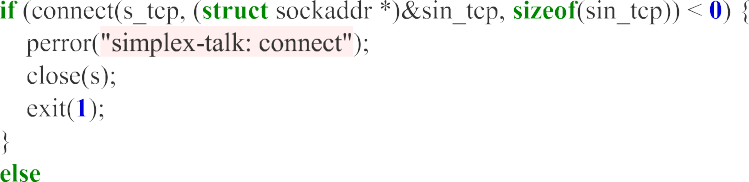 if (connect(s_tcp, (struct sockaddr *)&sin_tcp, sizeof(sin_tcp)) < 0) {
perror("simplex-talk: connect");
close(s);
exit(1);
}
else